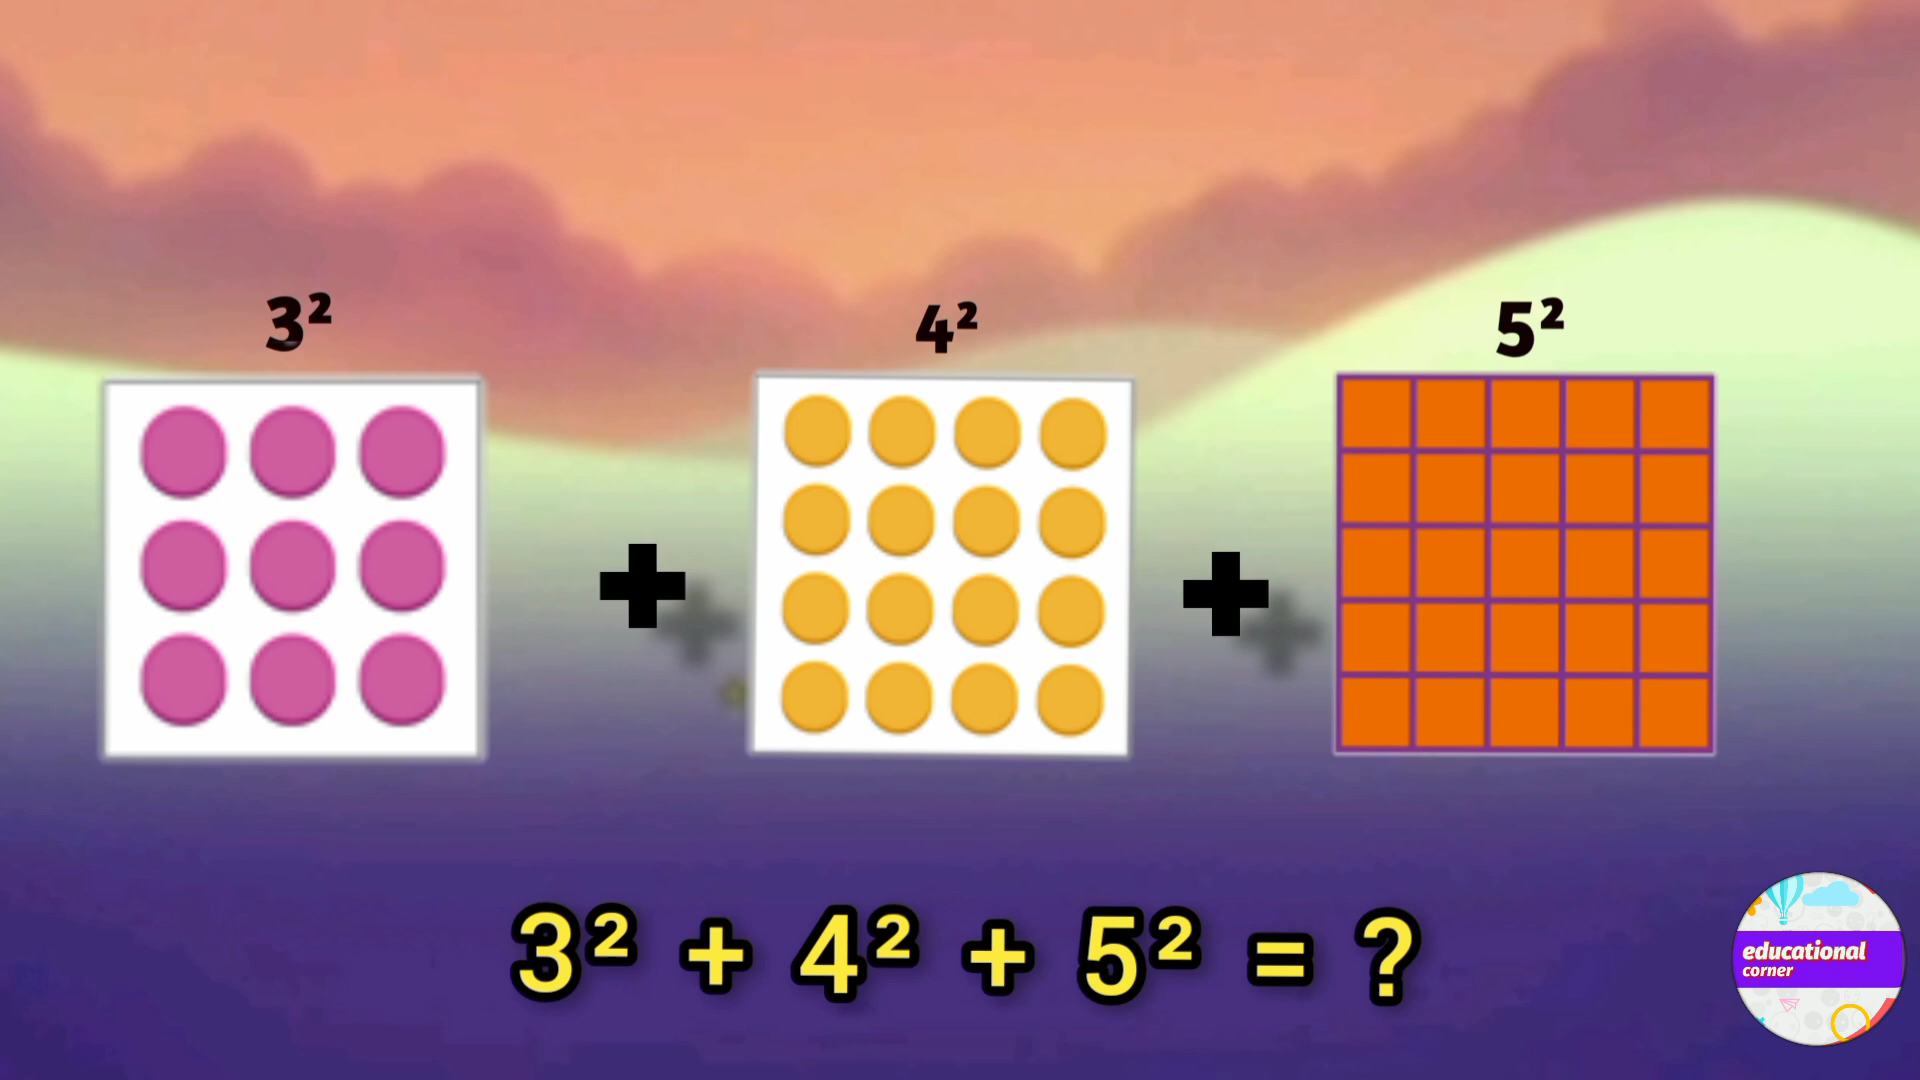 3²
4²
5²
+
+
3² + 4² + 5² = ?
educational
corner